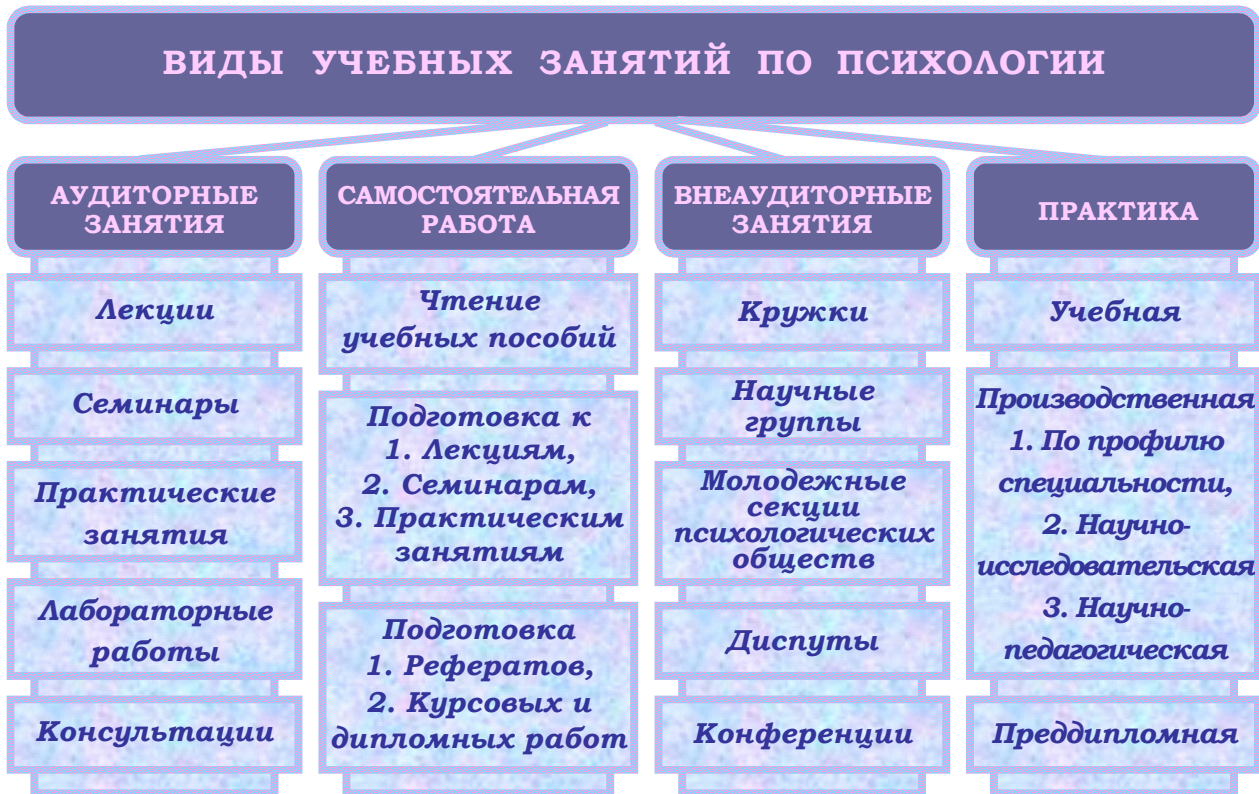 ВИДЫ УЧЕБНЫХ ЗАНЯТИЙ ПО ПСИХОЛОГИИ
АУДИТОРНЫЕ
ЗАНЯТИЯ
Лекции
Семинары
Практические
занятия
Лабораторные
работы
Консультации
САМОСТОЯТЕЛЬНАЯ
РАБОТА
Чтение
учебных пособий
Подготовка к
1. Лекциям,
2. Семинарам,
3. Практическим
занятиям
Подготовка
1. Рефератов,
2. Курсовых и
дипломных работ
ВНЕАУДИТОРНЫЕ
ЗАНЯТИЯ
Кружки
Научные
группы
Молодежные
секции
психологических
обществ
Диспуты
Конференции
ПРАКТИКА
Учебная
Производственная
1. По профилю
специальности,
2. Научно-
исследовательская
3. Научно-
педагогическая
Преддипломная